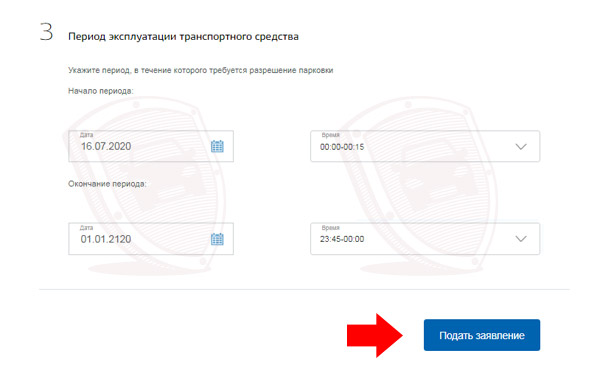 3 Период эксплуатации транспортного средства
Укажите период, в течение которого требуется разрешение парковки
Начало периода:
Дата
16.07.2020
Время
00:00-00:15
Окончание периода:
Дата
01.01.2120
Время
23:45-00:00
Подать заявление